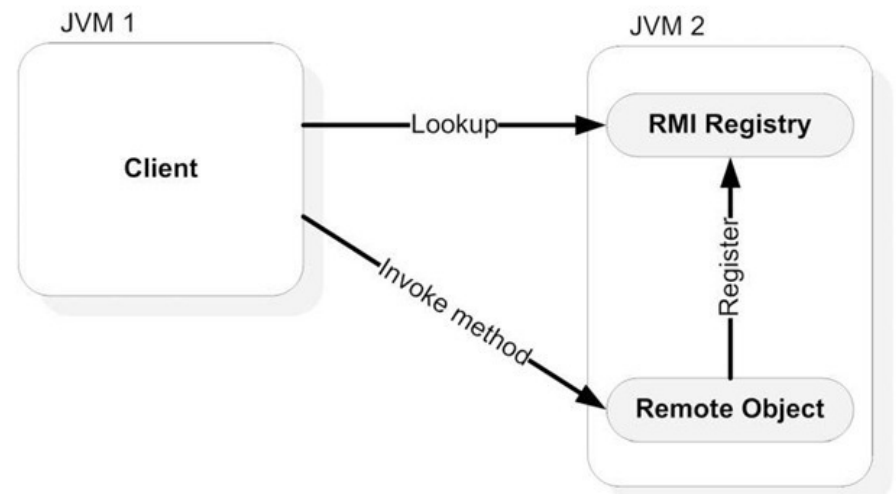 JVM 1
JVM 2
Client
Lookup
RMI Registry
Invoke method
Register
Remote Object